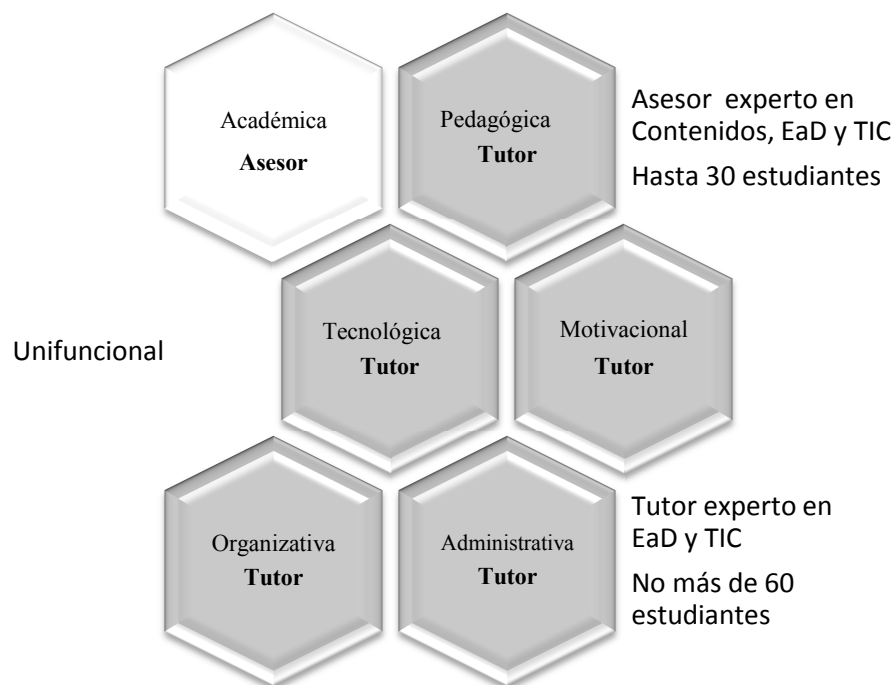 Académica
Asesor
Pedagógica
Tutor
Asesor experto en
Contenidos, EaD y TIC
Hasta 30 estudiantes
Unifuncional
Tecnológica
Tutor
Motivacional
Tutor
Organizativa
Tutor
Administrativa
Tutor
Tutor experto en
EaD y TIC
No más de 60
estudiantes